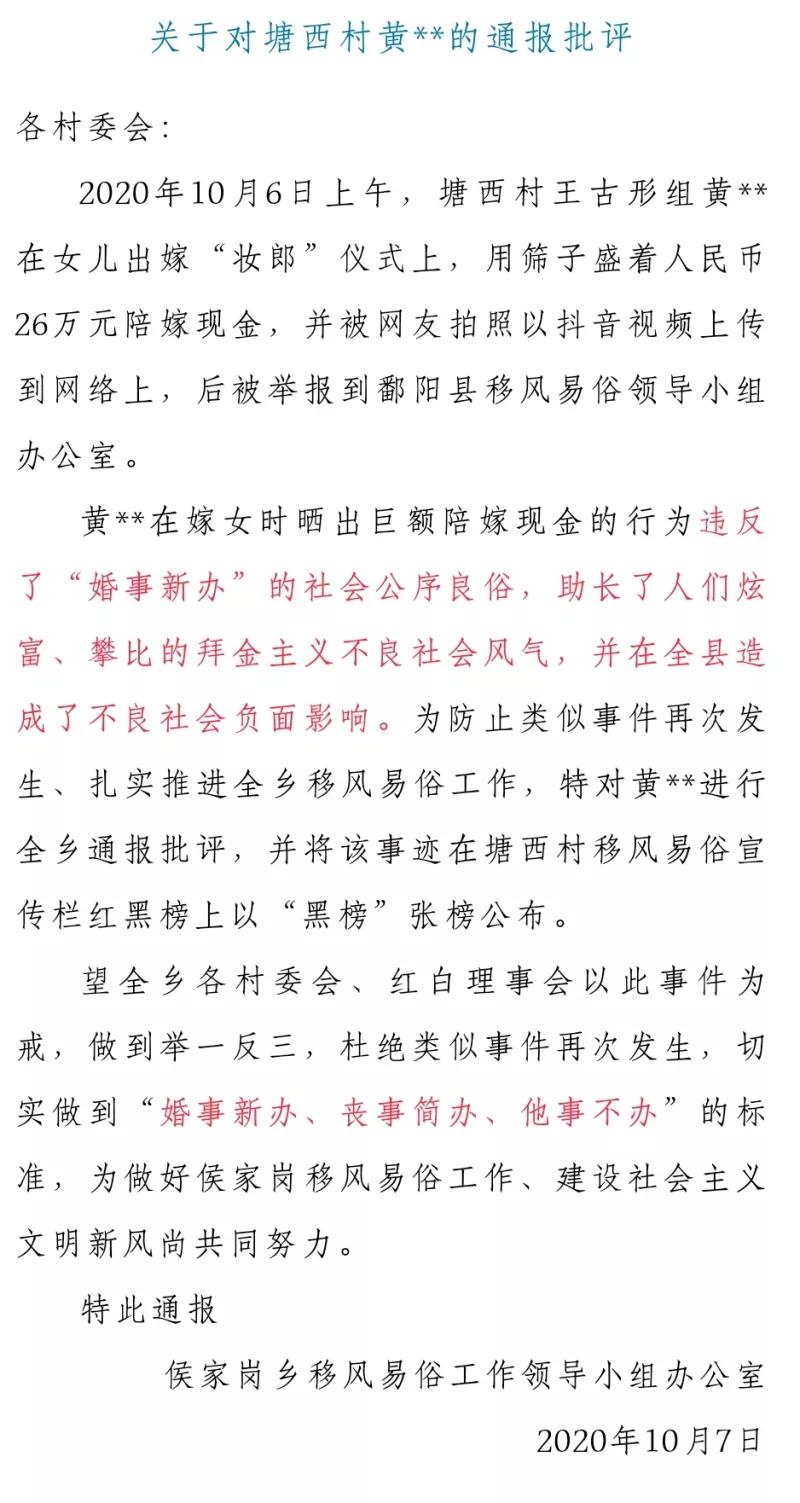 关于对塘西村黄**的通报批评
各村委会：
2020年10月6日上午，塘西村王古形组黄**
在女儿出嫁“妆郎”仪式上，用筛子盛着人民币
26万元陪嫁现金，并被网友拍照以抖音视频上传
到网络上，后被举报到鄱阳县移风易俗领导小组
办公室。
黄**在嫁女时晒出巨额陪嫁现金的行为违反
了“婚事新办”的社会公序良俗，助长了人们炫
富、攀比的拜金主义不良社会风气，并在全县造
成了不良社会负面影响。为防止类似事件再次发
生、扎实推进全乡移风易俗工作，特对黄**进行
全乡通报批评，并将该事迹在塘西村移风易俗宣
传栏红黑榜上以“黑榜”张榜公布。
望全乡各村委会、红白理事会以此事件为
戒，做到举一反三，杜绝类似事件再次发生，切
实做到“婚事新办、丧事简办、他事不办”的标
准，为做好侯家岗移风易俗工作、建设社会主义
文明新风尚共同努力。
特此通报
侯家岗乡移风易俗工作领导小组办公室
2020年10月7日